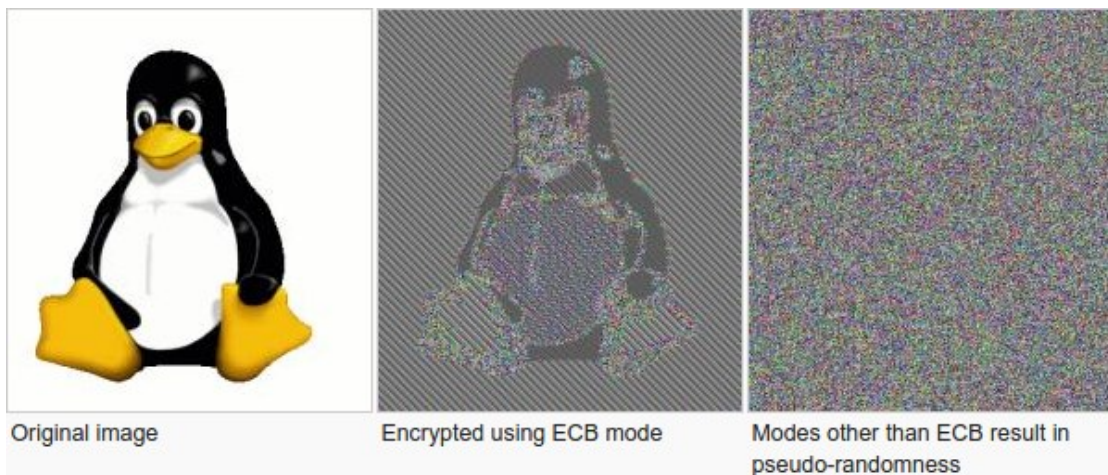 Original image
Encrypted using ECB mode
Modes other than ECB result in
pseudo-randomness